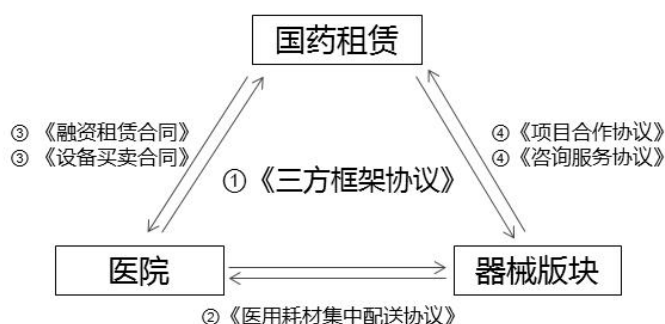 国药租赁
③ 《融资租赁合同》
③ 《设备买卖合同》
④《项目合作协议》
④《咨询服务协议》
①《三方框架协议》
医院
器械版块
②《医用耗材集中配送协议》